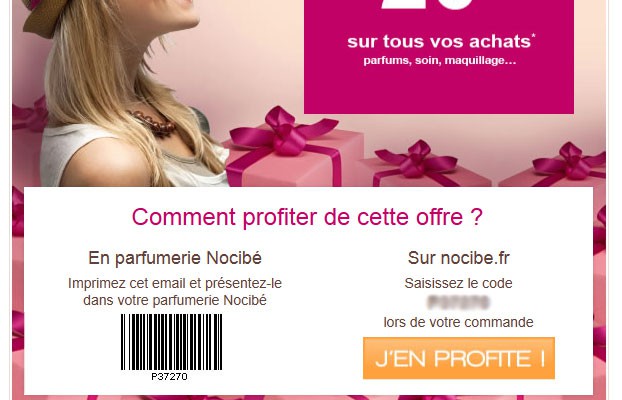 sur tous vos achats*
parfums, soin, maquillage...
Comment profiter de cette offre ?
En parfumerie Nocibé
Imprimez cet email et présentez-le
dans votre parfumerie Nocibé
P37270
Sur nocibe.fr
Saisissez le code
lors de votre commande
J'EN PROFITE !